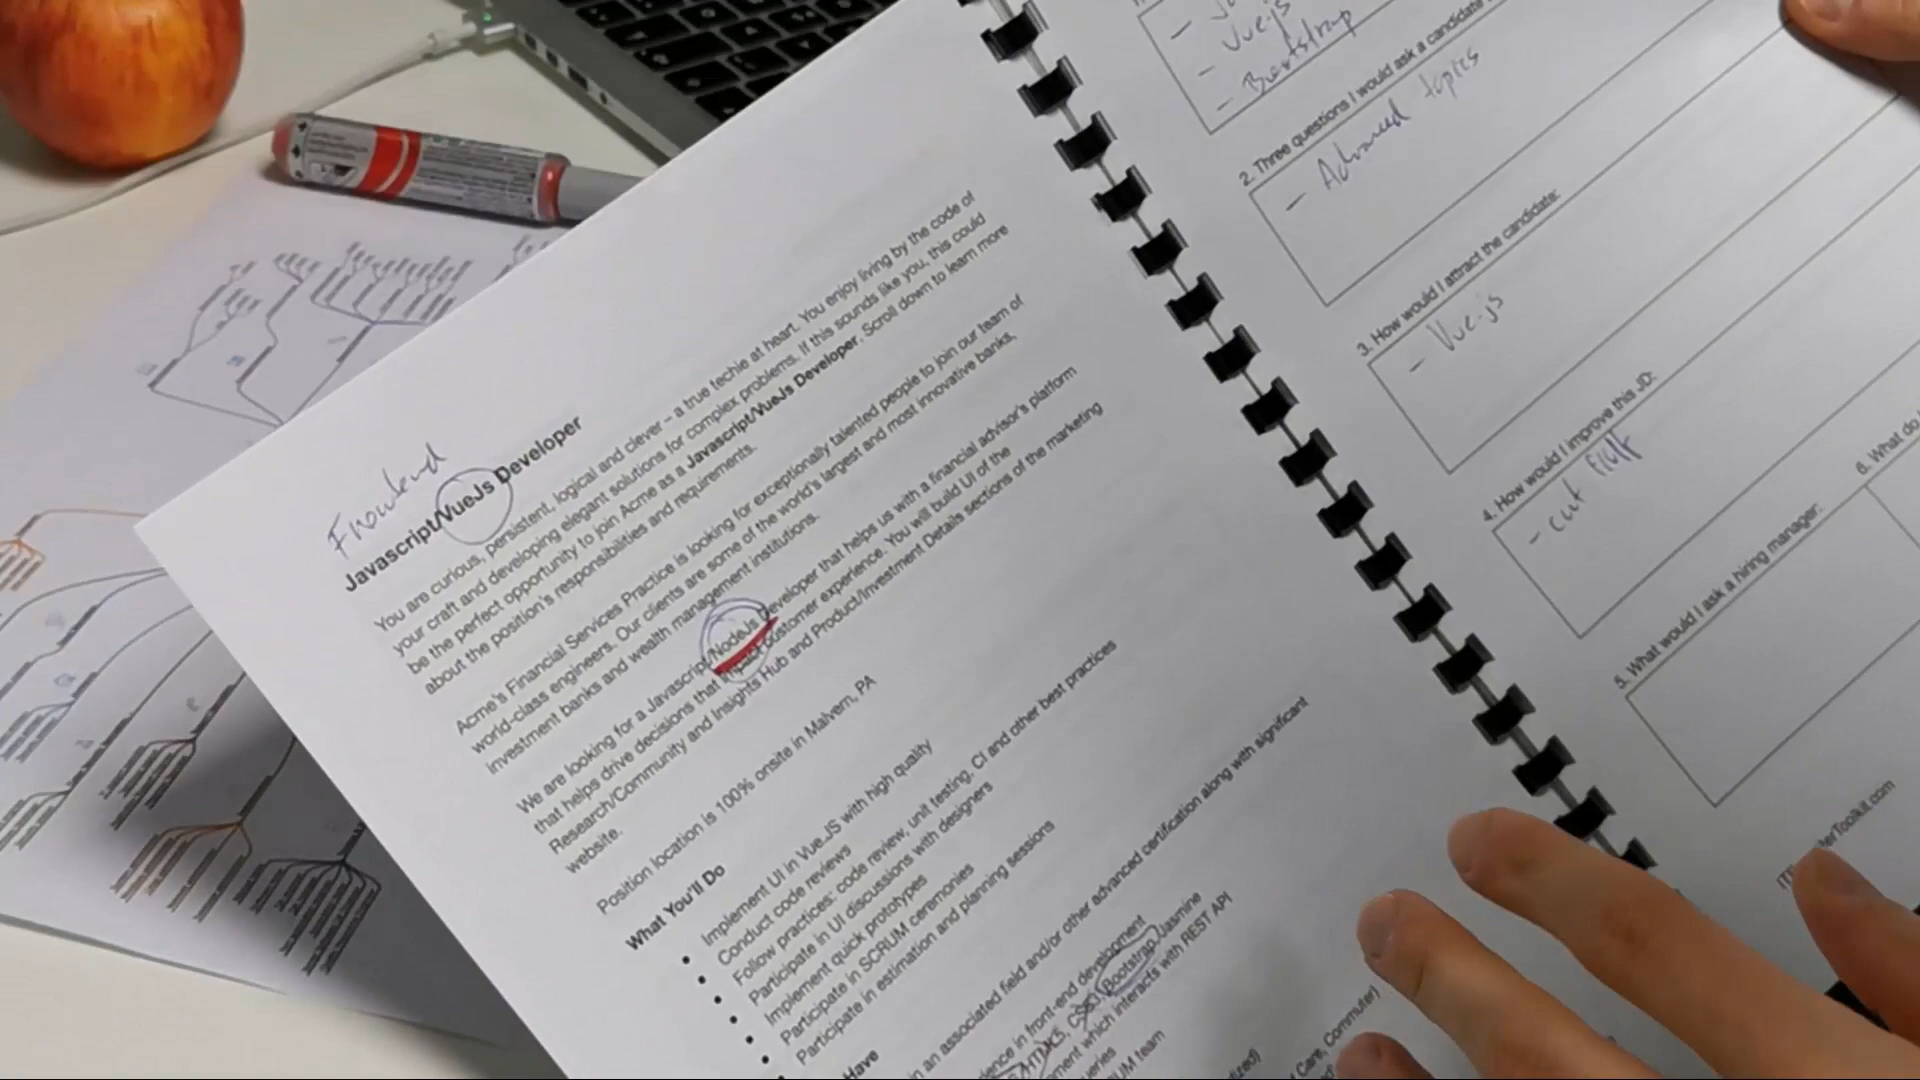 Frontend
Javascript/VueJs Developer
You are curious, persistent, logical and clever – a true techie at heart. You enjoy living by the code of
your craft and developing elegant solutions for complex problems. If this sounds like you, this could
be the perfect opportunity to join Acme as a Javascript/VueJs Developer. Scroll down to learn more
about the position's responsibilities and requirements.
Acme's Financial Services Practice is looking for exceptionally talented people to join our team of
world-class engineers. Our clients are some of the world's largest and most innovative banks,
investment banks and wealth management institutions.
We are looking for a Javascript/NodeJs Developer that helps us with a financial advisor's platform
that helps drive decisions that impact customer experience. You will build UI of the
Research/Community and Insights Hub and Product/Investment Details sections of the marketing
website.
Position location is 100% onsite in Malvern, PA
What You'll Do
• Implement UI in VueJS with high quality
• Conduct code reviews
• Follow practices: code review, unit testing, CI and other best practices
• Participate in UI discussions with designers
• Implement quick prototypes
• Participate in SCRUM ceremonies
• Participate in estimation and planning sessions
Have
in an associated field and/or other advanced certification along with significant
in front-end development
Bootstrap, Jasmine
which interacts with REST API
team
Care, Commuter)
- Vue.js
- Bootstrap
2. Three questions I would ask a candidate
- Advanced topics
3. How would I attract the candidate:
- Vue.js
4. How would I improve this JD:
- cut fluff
5. What would I ask a hiring manager:
6. What do